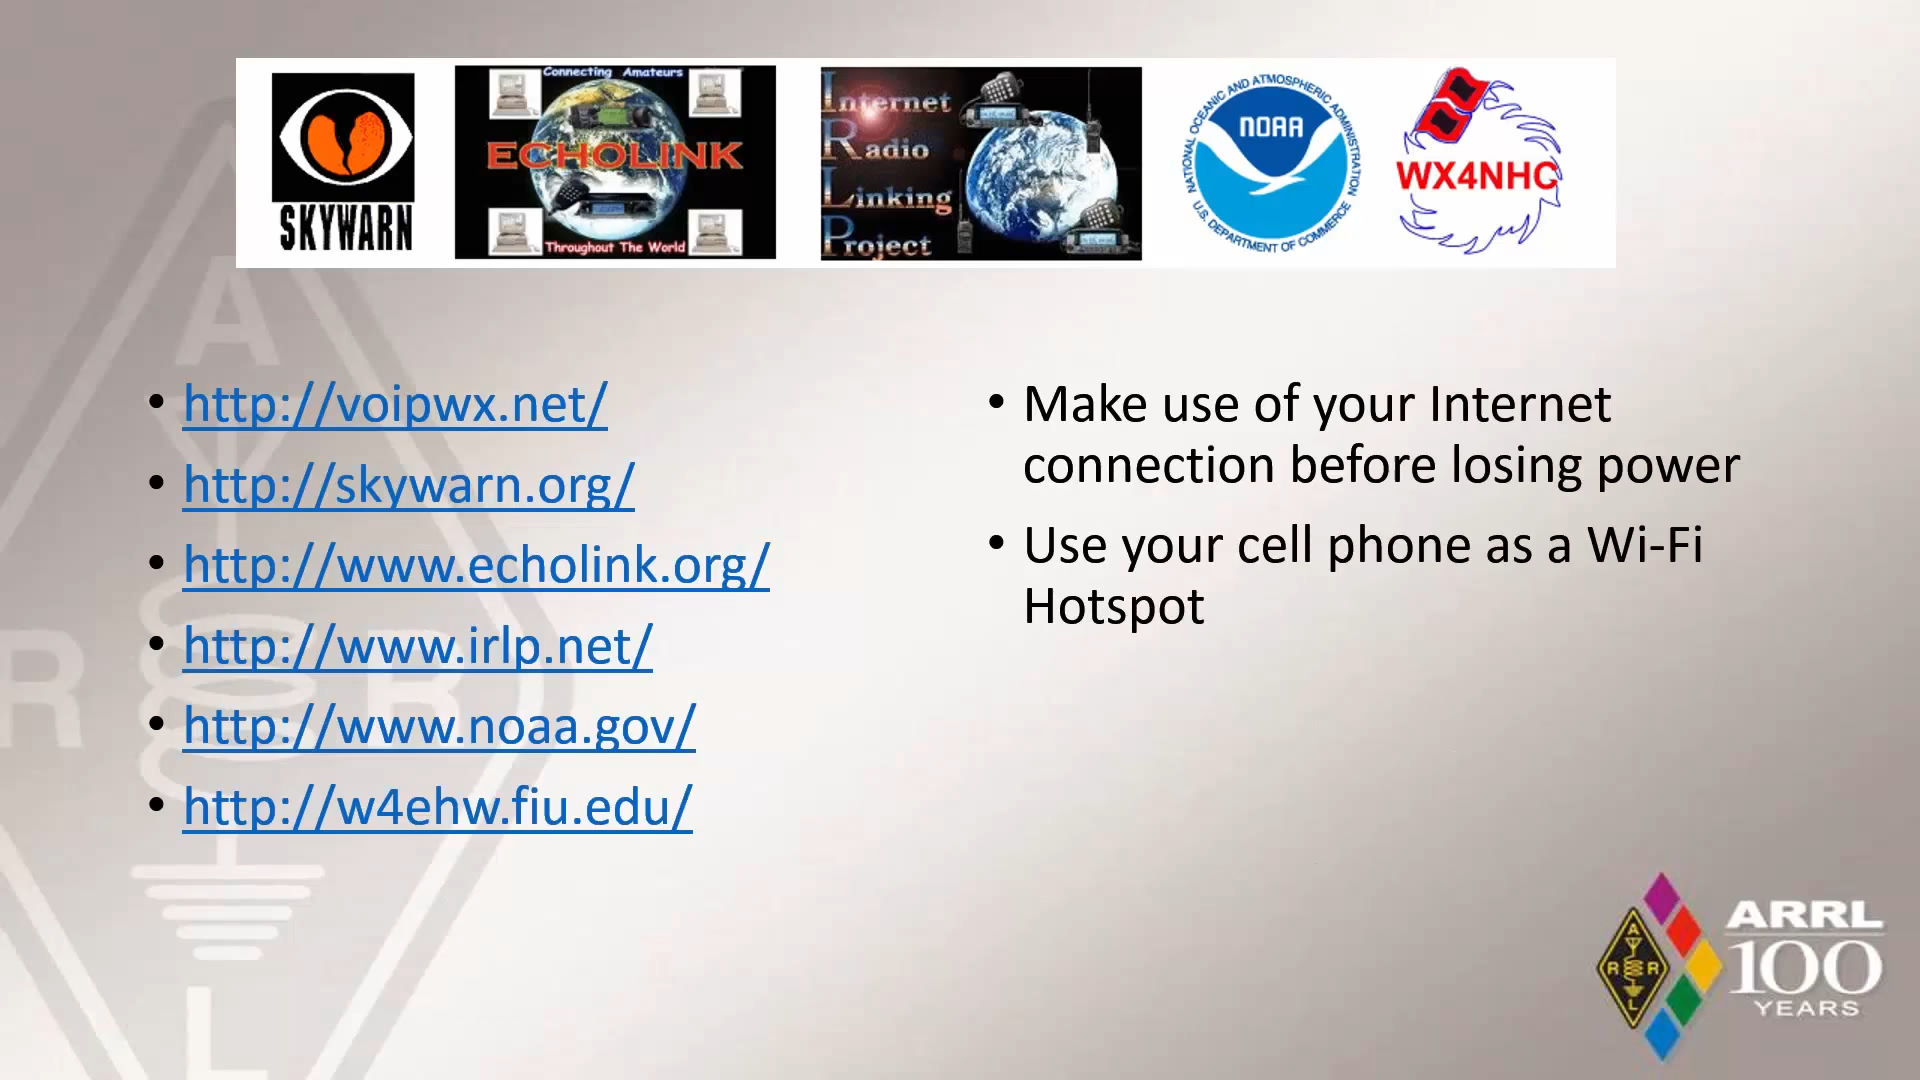 SKYWARN
Connecting Amateurs
ECHOLINK
Throughout The World
Internet
Radio
Linking
Project
NATIONAL OCEANIC AND ATMOSPHERIC ADMINISTRATION
NOAA
U.S. DEPARTMENT OF COMMERCE
WX4NHC
• http://voipwx.net/
• http://skywarn.org/
• http://www.echolink.org/
• http://www.irlp.net/
• http://www.noaa.gov/
• http://w4ehw.fiu.edu/
• Make use of your Internet
connection before losing power
• Use your cell phone as a Wi-Fi
Hotspot
A
R R
L
A
R R
L
ARRL
100
YEARS